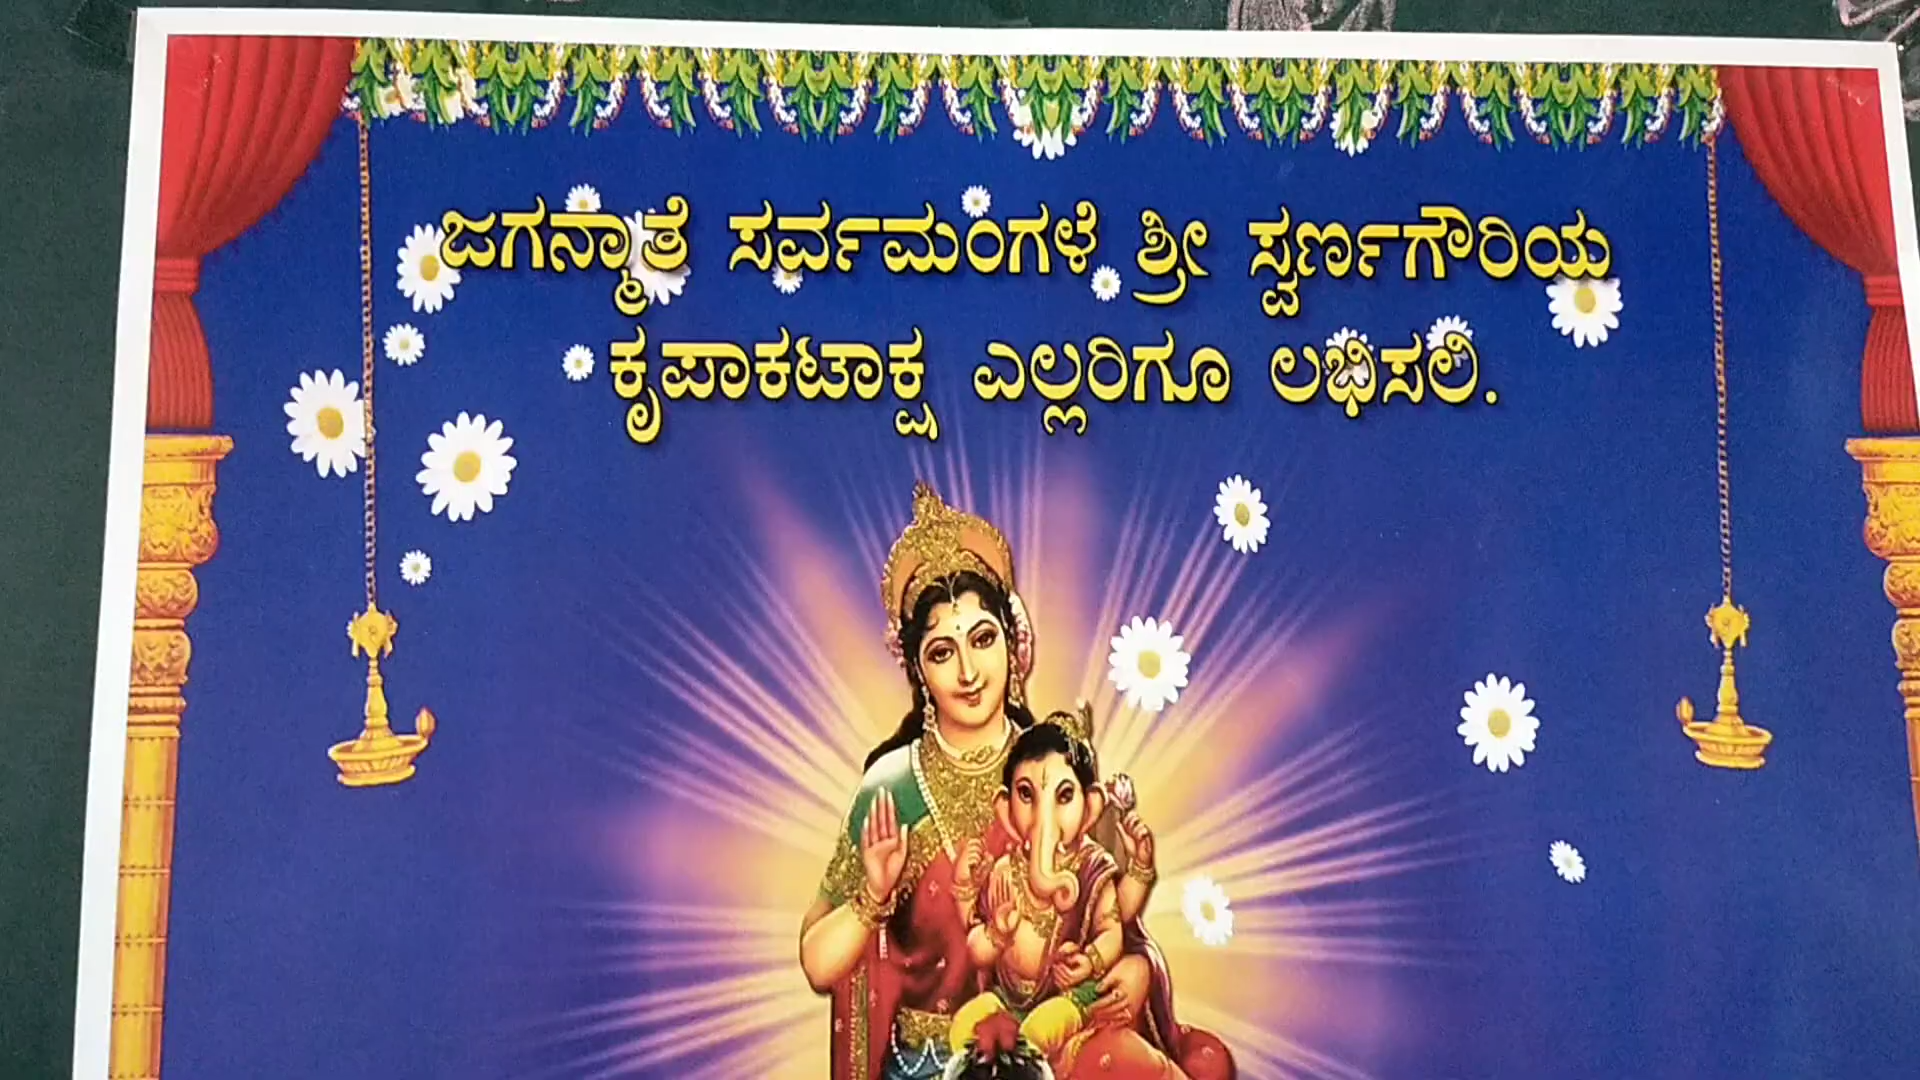 ಜಗನ್ಮಾತೆ ಸರ್ವಮಂಗಳೆ ಶ್ರೀ ಸ್ವರ್ಣಗೌರಿಯ
ಕೃಪಾಕಟಾಕ್ಷ ಎಲ್ಲರಿಗೂ ಲಭಿಸಲಿ.